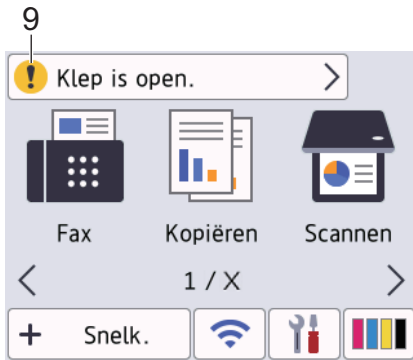 9
! Klep is open.
Fax Kopiëren Scannen
1 / X
+ Snelk.